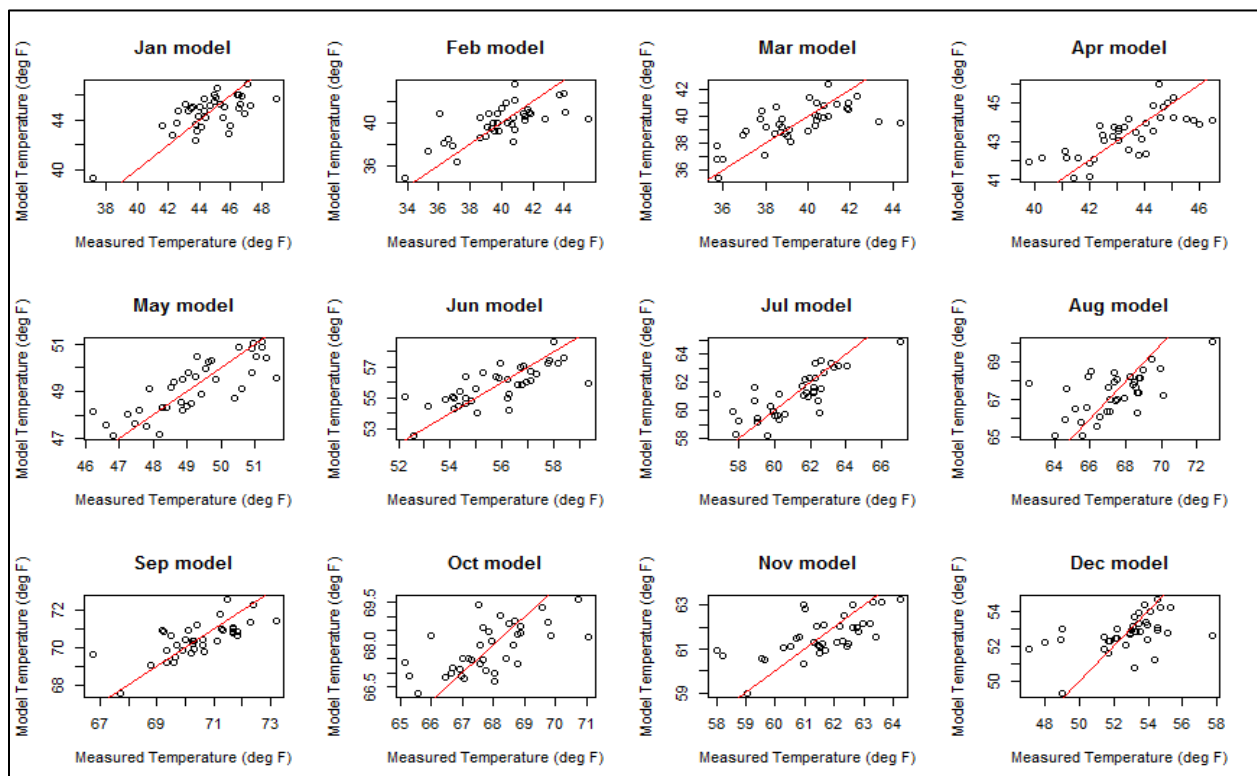 Jan model
Feb model
Mar model
Apr model
Model Temperature (deg F)
40 44
38 40 42 44 46 48
Measured Temperature (deg F)
Model Temperature (deg F)
36 40
34 36 38 40 42 44
Measured Temperature (deg F)
Model Temperature (deg F)
36 38 40 42
36 38 40 42 44
Measured Temperature (deg F)
Model Temperature (deg F)
41 43 45
40 42 44 46
Measured Temperature (deg F)
May model
Jun model
Jul model
Aug model
Model Temperature (deg F)
47 49 51
46 47 48 49 50 51
Measured Temperature (deg F)
Model Temperature (deg F)
53 55 57
52 54 56 58
Measured Temperature (deg F)
Model Temperature (deg F)
58 60 62 64
58 60 62 64 66
Measured Temperature (deg F)
Model Temperature (deg F)
65 67 69
64 66 68 70 72
Measured Temperature (deg F)
Sep model
Oct model
Nov model
Dec model
Model Temperature (deg F)
68 70 72
67 69 71 73
Measured Temperature (deg F)
Model Temperature (deg F)
66.5 68.0 69.5
65 66 67 68 69 70 71
Measured Temperature (deg F)
Model Temperature (deg F)
59 61 63
58 59 60 61 62 63 64
Measured Temperature (deg F)
Model Temperature (deg F)
50 52 54
48 50 52 54 56 58
Measured Temperature (deg F)